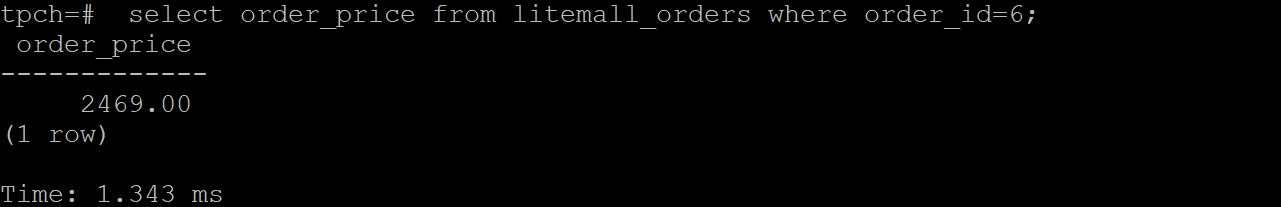 tpch=#  select order_price from litemall_orders where order_id=6;
 order_price
-------------
     2469.00
(1 row)

Time: 1.343 ms